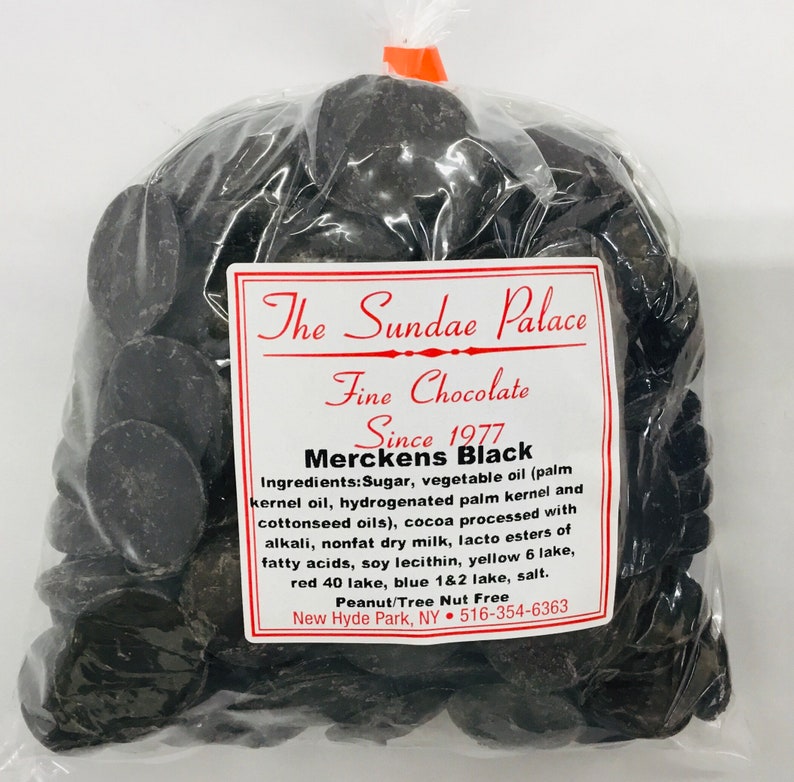 The Sundae Palace
Fine Chocolate
Since 1977
Merckens Black
Ingredients:Sugar, vegetable oil (palm
kernel oil, hydrogenated palm kernel and
cottonseed oils), cocoa processed with
alkali, nonfat dry milk, lacto esters of
fatty acids, soy lecithin, yellow 6 lake,
red 40 lake, blue 1&2 lake, salt.
Peanut/Tree Nut Free
New Hyde Park, NY • 516-354-6363